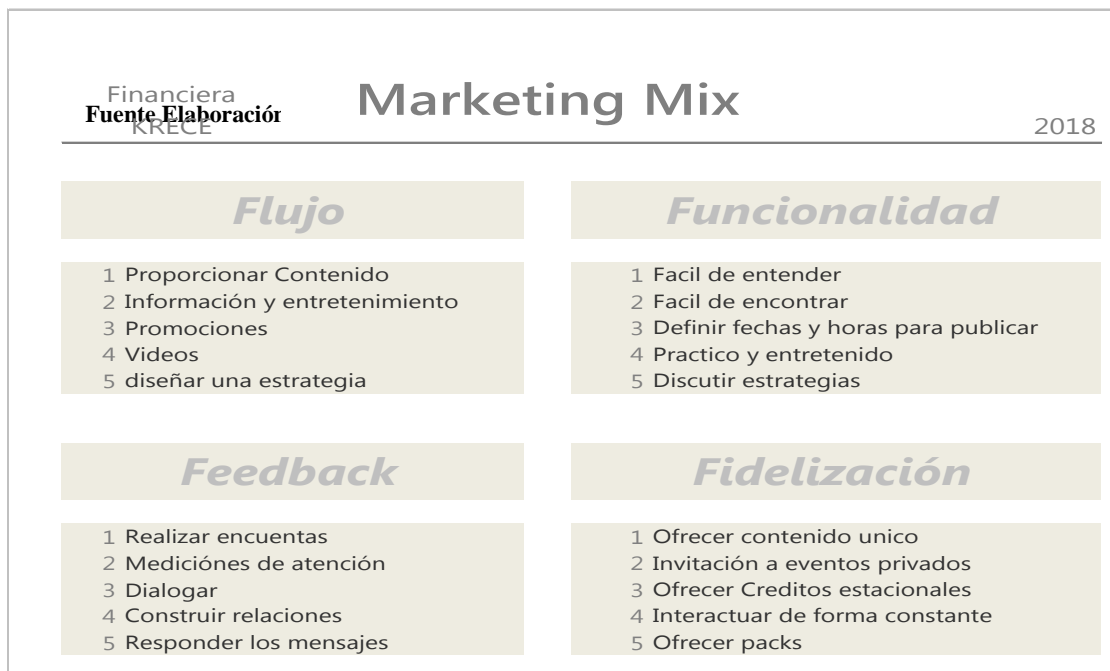 Financiera
Fuente Elaboración
KRECE
Marketing Mix
2018
Flujo
1 Proporcionar Contenido
2 Información y entretenimiento
3 Promociones
4 Videos
5 diseñar una estrategia
Funcionalidad
1 Facil de entender
2 Facil de encontrar
3 Definir fechas y horas para publicar
4 Practico y entretenido
5 Discutir estrategias
Feedback
1 Realizar encuentas
2 Mediciónes de atención
3 Dialogar
4 Construir relaciones
5 Responder los mensajes
Fidelización
1 Ofrecer contenido unico
2 Invitación a eventos privados
3 Ofrecer Creditos estacionales
4 Interactuar de forma constante
5 Ofrecer packs